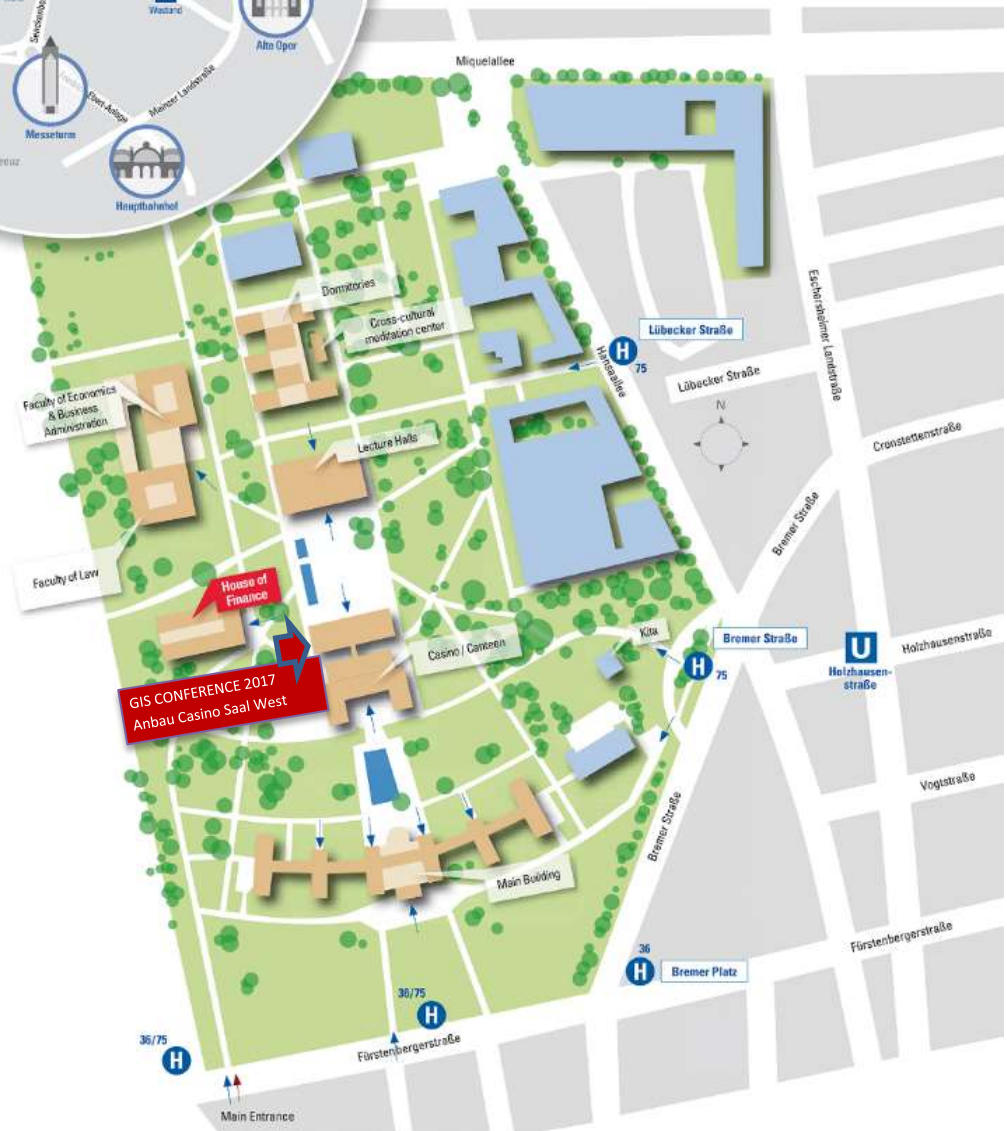 Westend
Alte Oper
Mainzer Landstraße
Ebert-Anlage
Messeturm
Hauptbahnhof
Miquelallee
Dormitories
Cross-cultural
meditation center
Eschersheimer Landstraße
Lübecker Straße
H
75
Hansaallee
Lübecker Straße
N
Faculty of Economics
& Business
Administration
Lecture Halls
Cronstettenstraße
Bremer Straße
Faculty of Law
House of
Finance
Casino / Canteen
Kita
Bremer Straße
H
75
U
Holzhausen-
straße
Holzhausenstraße
GIS CONFERENCE 2017
Anbau Casino Saal West
Vogtstraße
Bremer Straße
Main Building
Fürstenbergerstraße
36
H
Bremer Platz
36/75
H
36/75
H
Fürstenbergerstraße
Main Entrance